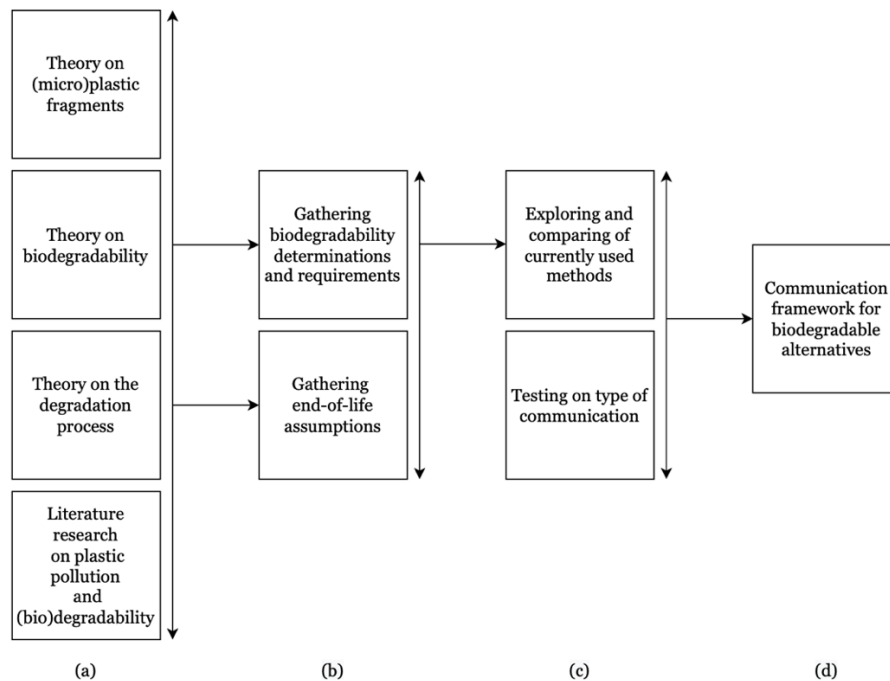 Theory on
(micro)plastic
fragments
Theory on
biodegradability
Theory on the
degradation
process
Literature
research
on plastic
pollution
and
(bio)degradability
(a)
Gathering
biodegradability
determinations
and requirements
Gathering
end-of-life
assumptions
(b)
Exploring and
comparing of
currently used
methods
Testing on type of
communication
(c)
Communication
framework for
biodegradable
alternatives
(d)